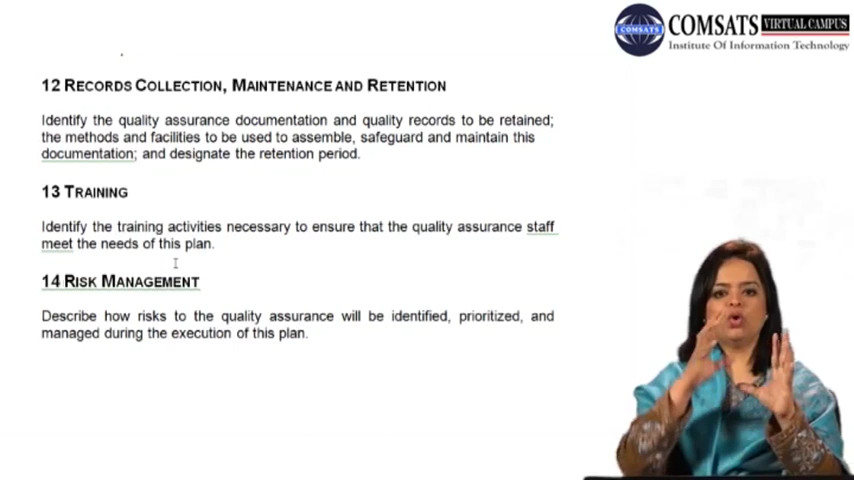 COMSATS VIRTUAL CAMPUS
COMSATS
Institute Of Information Technology
12 RECORDS COLLECTION, MAINTENANCE AND RETENTION
Identify the quality assurance documentation and quality records to be retained;
the methods and facilities to be used to assemble, safeguard and maintain this
documentation; and designate the retention period.
13 TRAINING
Identify the training activities necessary to ensure that the quality assurance staff
meet the needs of this plan.
14 RISK MANAGEMENT
Describe how risks to the quality assurance will be identified, prioritized, and
managed during the execution of this plan.